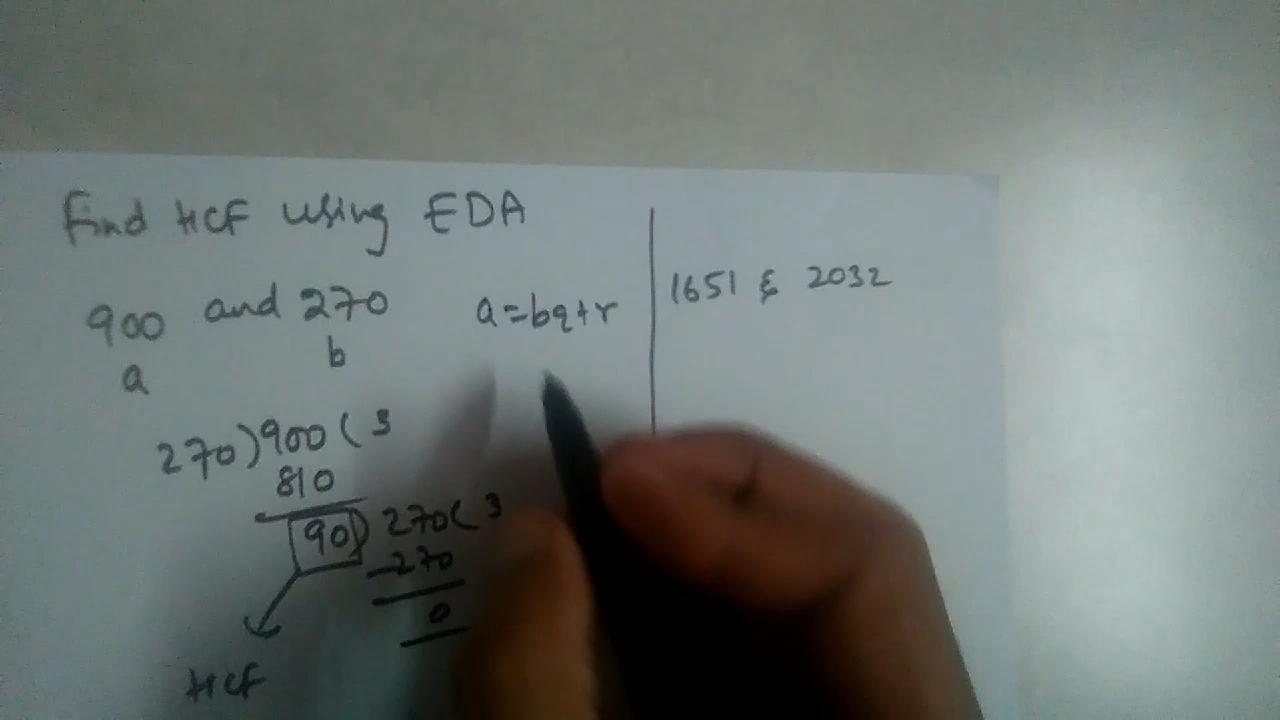 Find HCF using EDA
900 and 270
a b
a=bq+r
270)900(3
810
90)270(3
-270
0
HCF
1651 & 2032